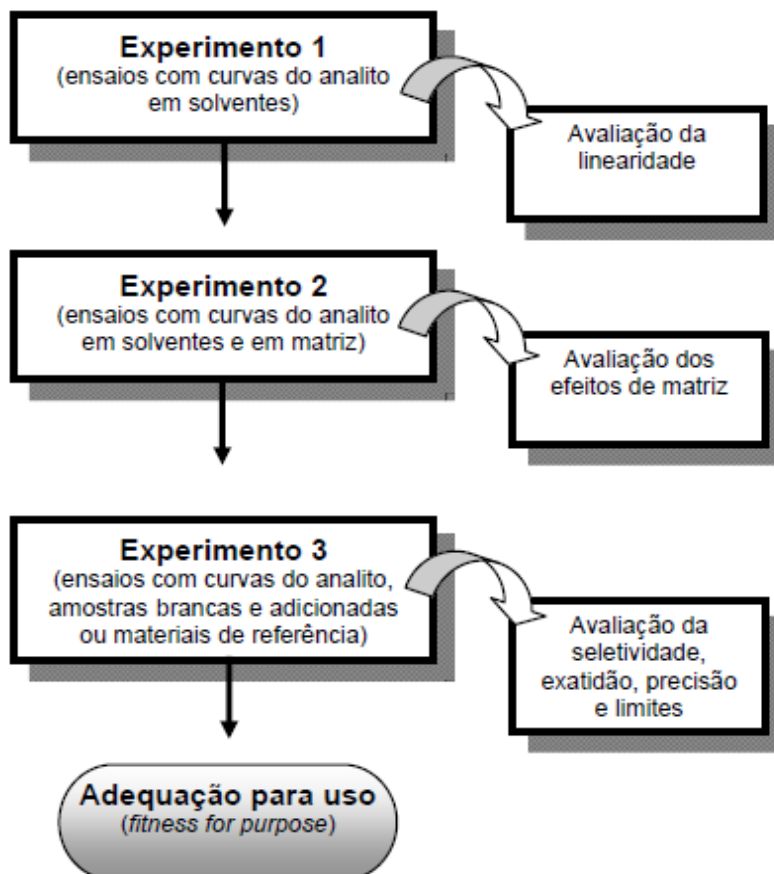 Experimento 1
(ensaios com curvas do analito
em solventes)
Avaliação da
linearidade
Experimento 2
(ensaios com curvas do analito
em solventes e em matriz)
Avaliação dos
efeitos de matriz
Experimento 3
(ensaios com curvas do analito,
amostras brancas e adicionadas
ou materiais de referência)
Avaliação da
seletividade,
exatidão, precisão
e limites
Adequação para uso
(fitness for purpose)